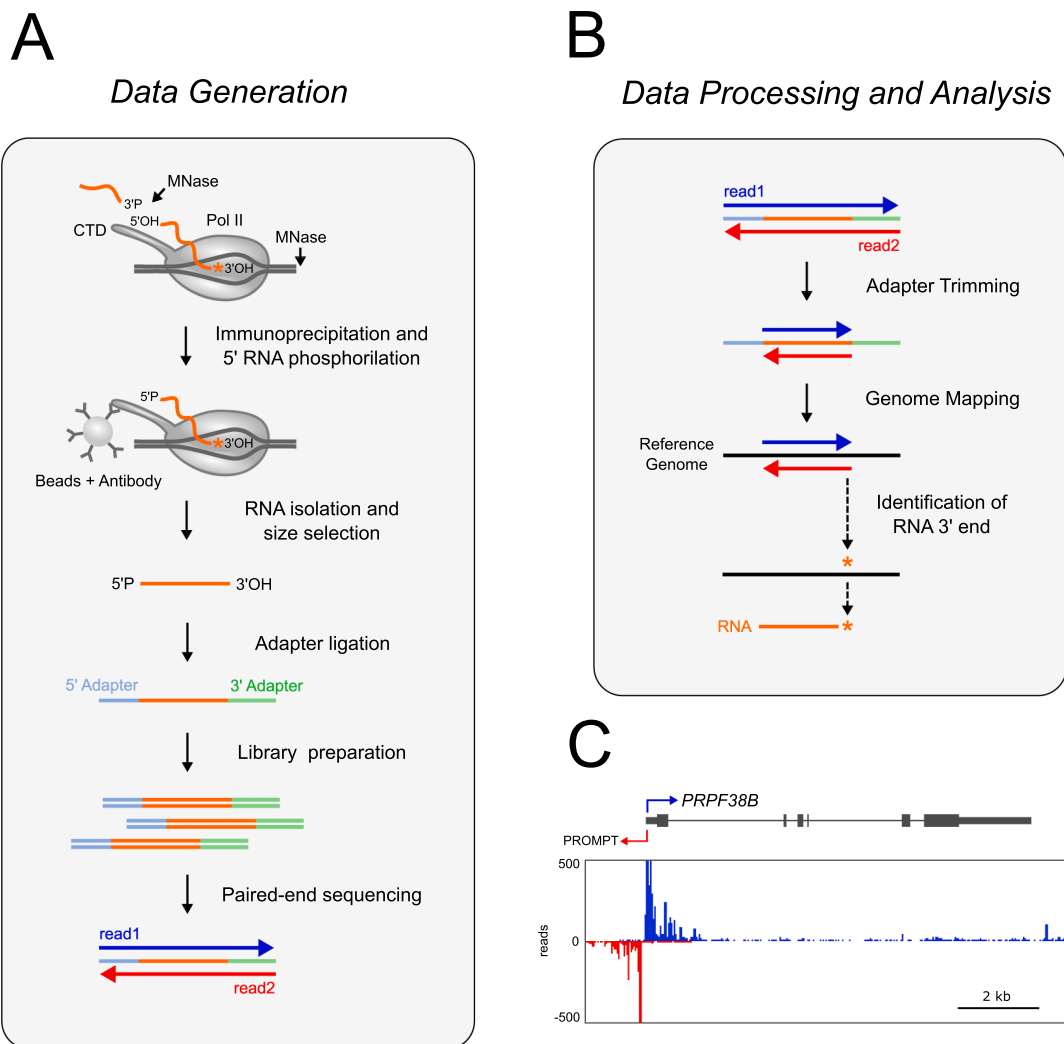 A
Data Generation
MNase
3'P
5'OH
Pol II
CTD
MNase
*3'OH
Immunoprecipitation and
5' RNA phosphorilation
5'P
*3'OH
Beads + Antibody
RNA isolation and
size selection
5'P
3'OH
Adapter ligation
5' Adapter
3' Adapter
Library preparation
Paired-end sequencing
read1
read2
B
Data Processing and Analysis
read1
read2
Adapter Trimming
Genome Mapping
Reference
Genome
Identification of
RNA 3' end
*
RNA
*
C
PRPF38B
PROMPT
500
0
-500
reads
2 kb